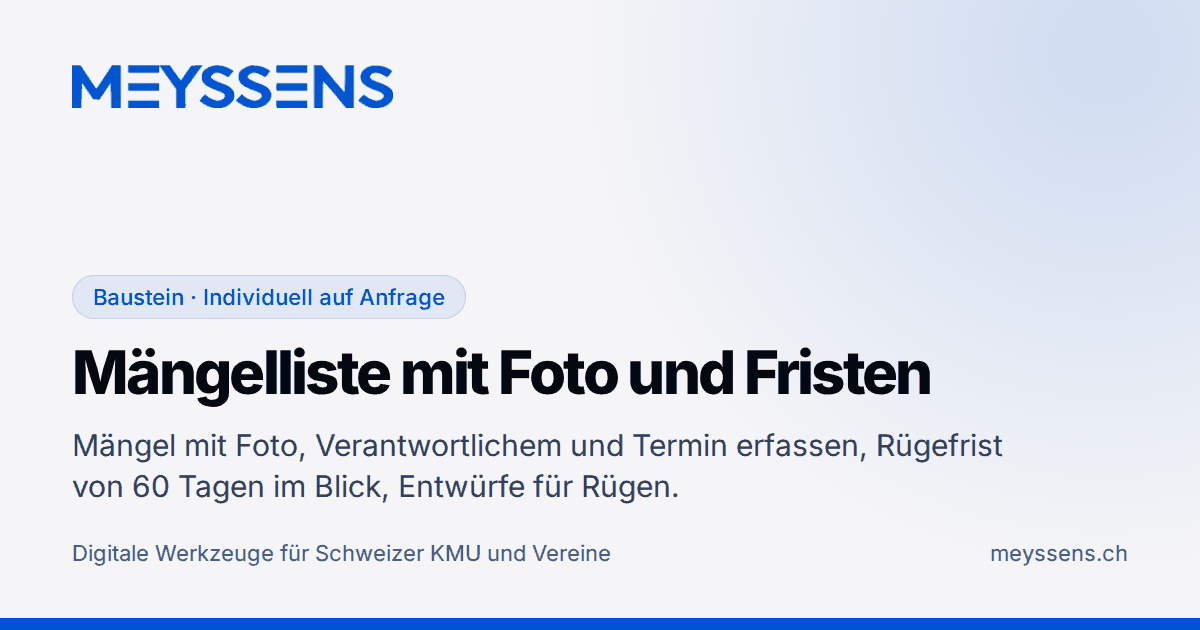 MEYSSENS
Baustein · Individuell auf Anfrage
Mängelliste mit Foto und Fristen
Mängel mit Foto, Verantwortlichem und Termin erfassen, Rügefrist
von 60 Tagen im Blick, Entwürfe für Rügen.
Digitale Werkzeuge für Schweizer KMU und Vereine
meyssens.ch